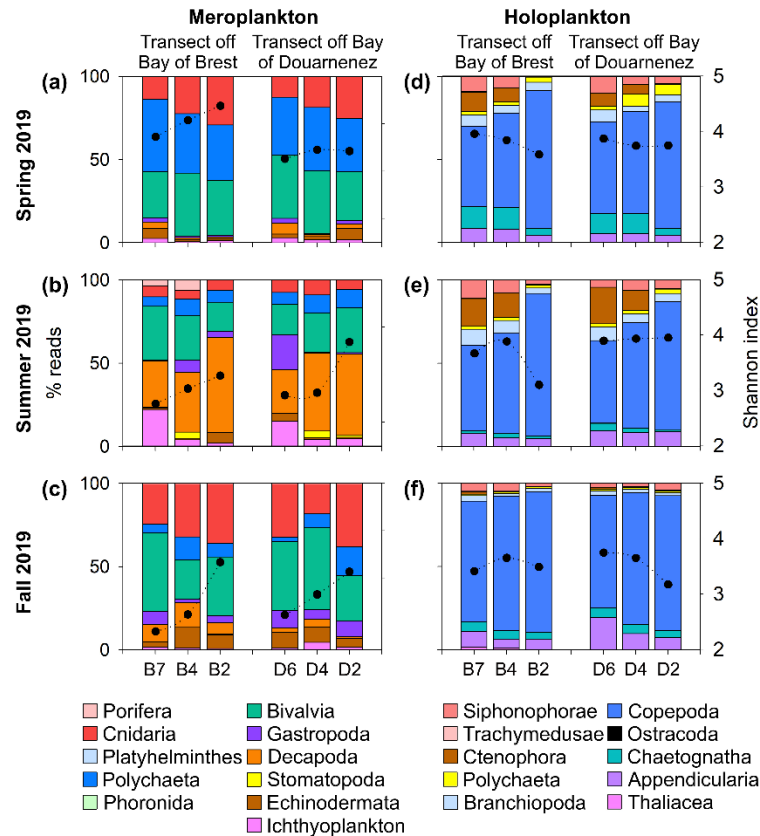 Meroplankton
Holoplankton
Transect off Bay of Brest
Transect off Bay of Douarnenez
Transect off Bay of Brest
Transect off Bay of Douarnenez
(a)
(d)
Spring 2019
100
50
0
5
4
3
2
(b)
(e)
Summer 2019
% reads
100
50
0
5
4
3
2
Shannon index
(c)
(f)
Fall 2019
100
50
0
5
4
3
2
B7 B4 B2 D6 D4 D2
B7 B4 B2 D6 D4 D2
Porifera
Cnidaria
Platyhelminthes
Polychaeta
Phoronida
Bivalvia
Gastropoda
Decapoda
Stomatopoda
Echinodermata
Ichthyoplankton
Siphonophorae
Trachymedusae
Ctenophora
Polychaeta
Branchiopoda
Copepoda
Ostracoda
Chaetognatha
Appendicularia
Thaliacea